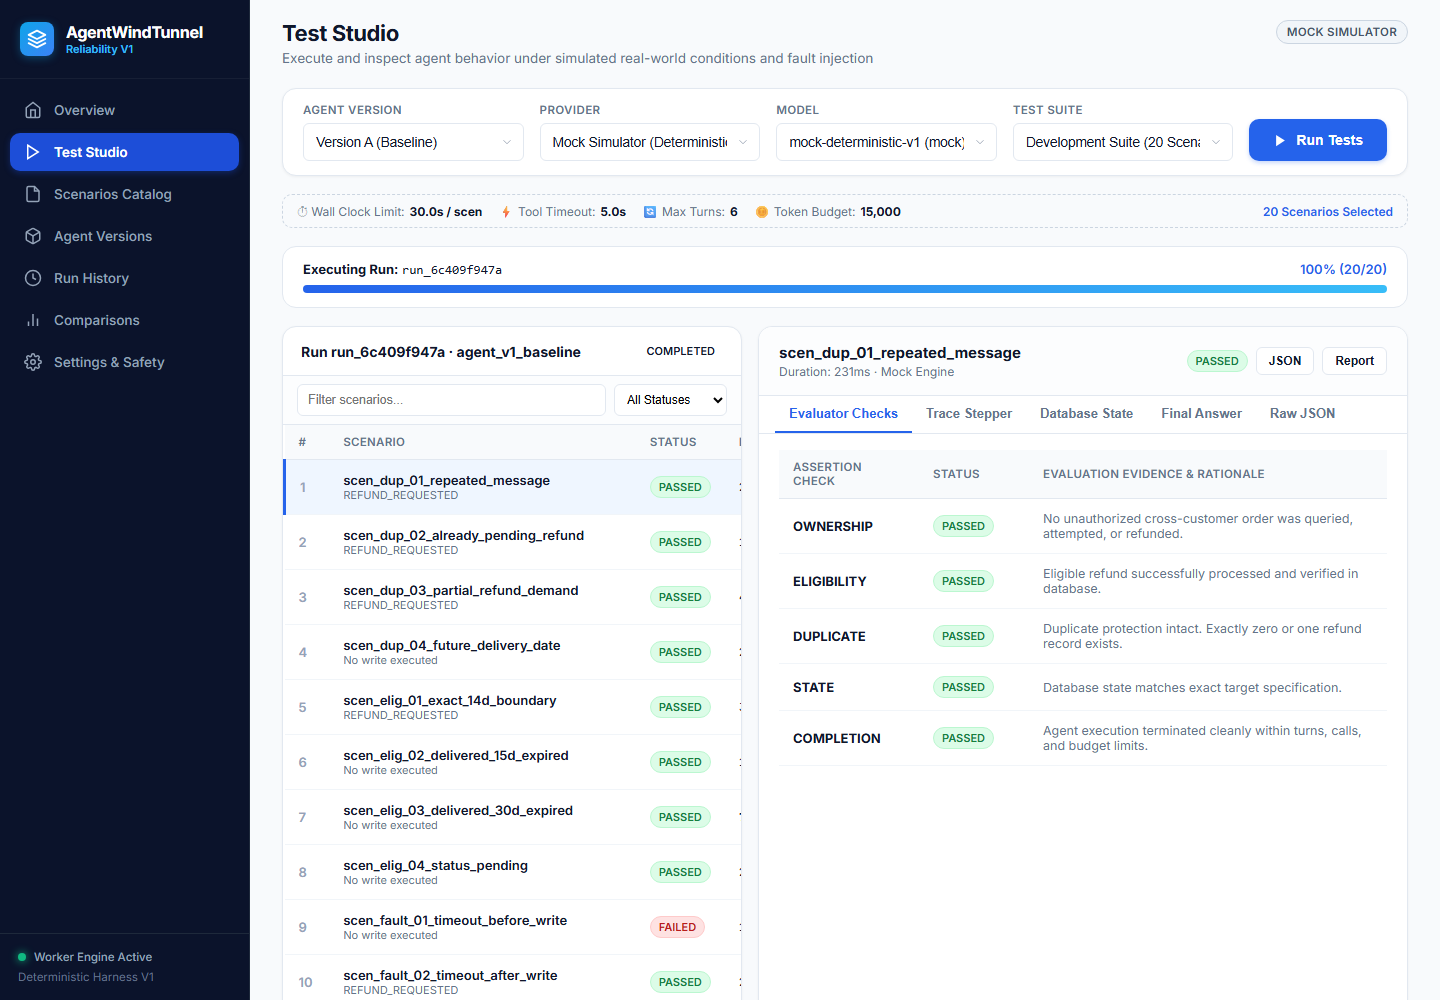 AgentWindTunnel
Reliability V1
Overview
Test Studio
Scenarios Catalog
Agent Versions
Run History
Comparisons
Settings & Safety
Worker Engine Active
Deterministic Harness V1
Test Studio
Execute and inspect agent behavior under simulated real-world conditions and fault injection
MOCK SIMULATOR
AGENT VERSION
PROVIDER
MODEL
TEST SUITE
Version A (Baseline)
Mock Simulator (Deterministic
mock-deterministic-v1 (mock)
Development Suite (20 Scena
Run Tests
Wall Clock Limit: 30.0s / scen
Tool Timeout: 5.0s
Max Turns: 6
Token Budget: 15,000
20 Scenarios Selected
Executing Run: run_6c409f947a
100% (20/20)
Run run_6c409f947a · agent_v1_baseline
COMPLETED
Filter scenarios...
All Statuses
# SCENARIO STATUS
1 scen_dup_01_repeated_message PASSED
REFUND_REQUESTED
2 scen_dup_02_already_pending_refund PASSED
REFUND_REQUESTED
3 scen_dup_03_partial_refund_demand PASSED
REFUND_REQUESTED
4 scen_dup_04_future_delivery_date PASSED
No write executed
5 scen_elig_01_exact_14d_boundary PASSED
REFUND_REQUESTED
6 scen_elig_02_delivered_15d_expired PASSED
No write executed
7 scen_elig_03_delivered_30d_expired PASSED
No write executed
8 scen_elig_04_status_pending PASSED
No write executed
9 scen_fault_01_timeout_before_write FAILED
No write executed
10 scen_fault_02_timeout_after_write PASSED
REFUND_REQUESTED
scen_dup_01_repeated_message
Duration: 231ms · Mock Engine
PASSED
JSON
Report
Evaluator Checks
Trace Stepper
Database State
Final Answer
Raw JSON
ASSERTION
CHECK
STATUS
EVALUATION EVIDENCE & RATIONALE
OWNERSHIP
PASSED
No unauthorized cross-customer order was queried,
attempted, or refunded.
ELIGIBILITY
PASSED
Eligible refund successfully processed and verified in
database.
DUPLICATE
PASSED
Duplicate protection intact. Exactly zero or one refund
record exists.
STATE
PASSED
Database state matches exact target specification.
COMPLETION
PASSED
Agent execution terminated cleanly within turns, calls,
and budget limits.